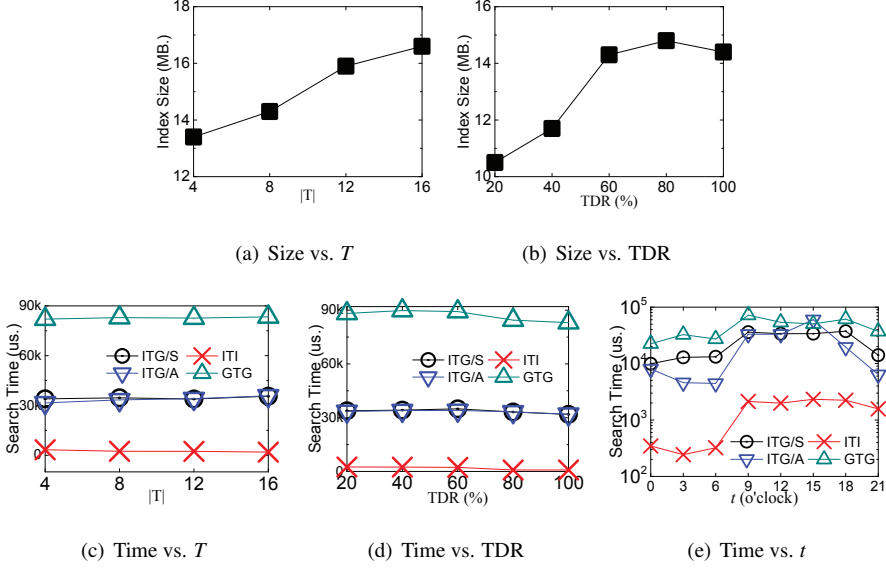 18
16
14
12
Index Size (MB.)
4 8 12 16
|T|
16
14
12
10
Index Size (MB.)
20 40 60 80 100
TDR (%)
(a) Size vs. T
(b) Size vs. TDR
90k
60k
30k
0
Search Time (us.)
ITG/S ITI
ITG/A GTG
4 8 12 16
|T|
90k
60k
30k
0
Search Time (us.)
ITG/S ITI
ITG/A GTG
20 40 60 80 100
TDR (%)
10^5
10^4
10^3
10^2
Search Time (us.)
ITG/S ITI
ITG/A GTG
0 3 6 9 12 15 18 21
t (o'clock)
(c) Time vs. T
(d) Time vs. TDR
(e) Time vs. t